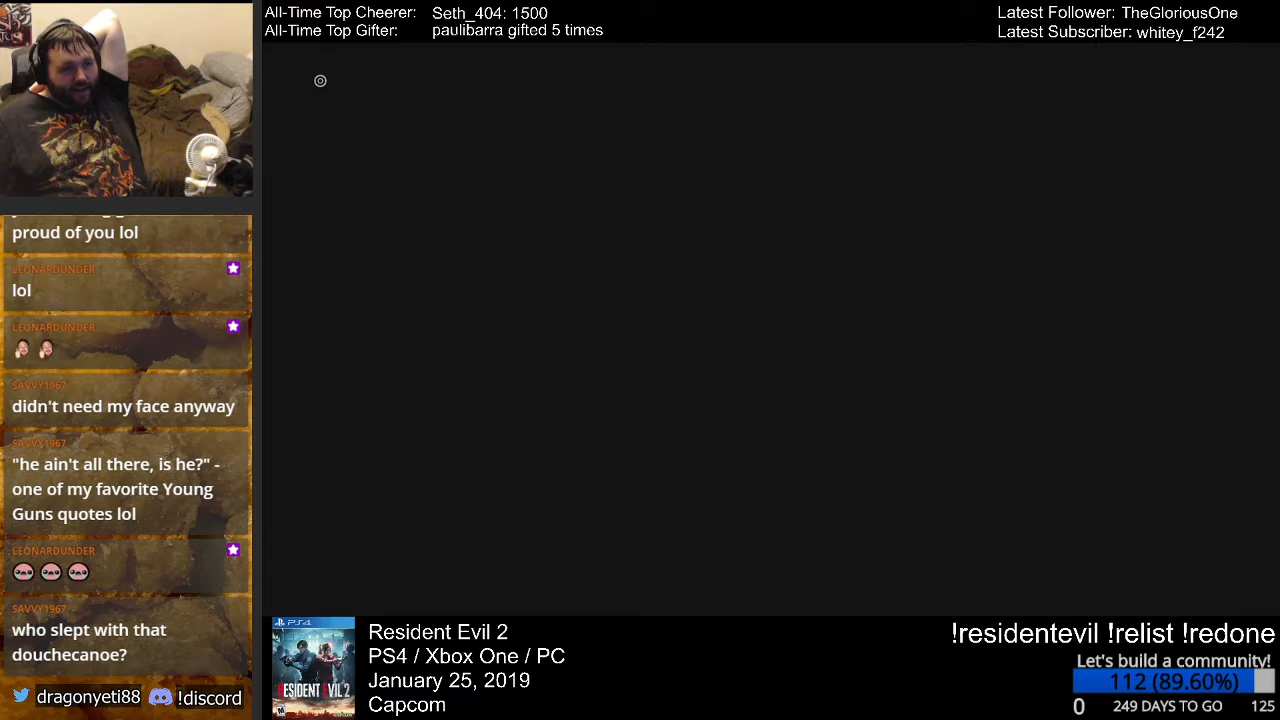 All-Time Top Cheerer: Seth_404: 1500
All-Time Top Gifter: paulibarra gifted 5 times
Latest Follower: TheGloriousOne
Latest Subscriber: whitey_f242
proud of you lol
LEONARDUNDER
lol
LEONARDUNDER
SAVVY1967
didn't need my face anyway
SAVVY1967
"he ain't all there, is he?" -
one of my favorite Young
Guns quotes lol
LEONARDUNDER
SAVVY1967
who slept with that
douchecanoe?
dragonyeti88 !discord
PS4
RESIDENT EVIL 2
Resident Evil 2
PS4 / Xbox One / PC
January 25, 2019
Capcom
!residentevil !relist !redone
Let's build a community!
112 (89.60%)
0 249 DAYS TO GO 125